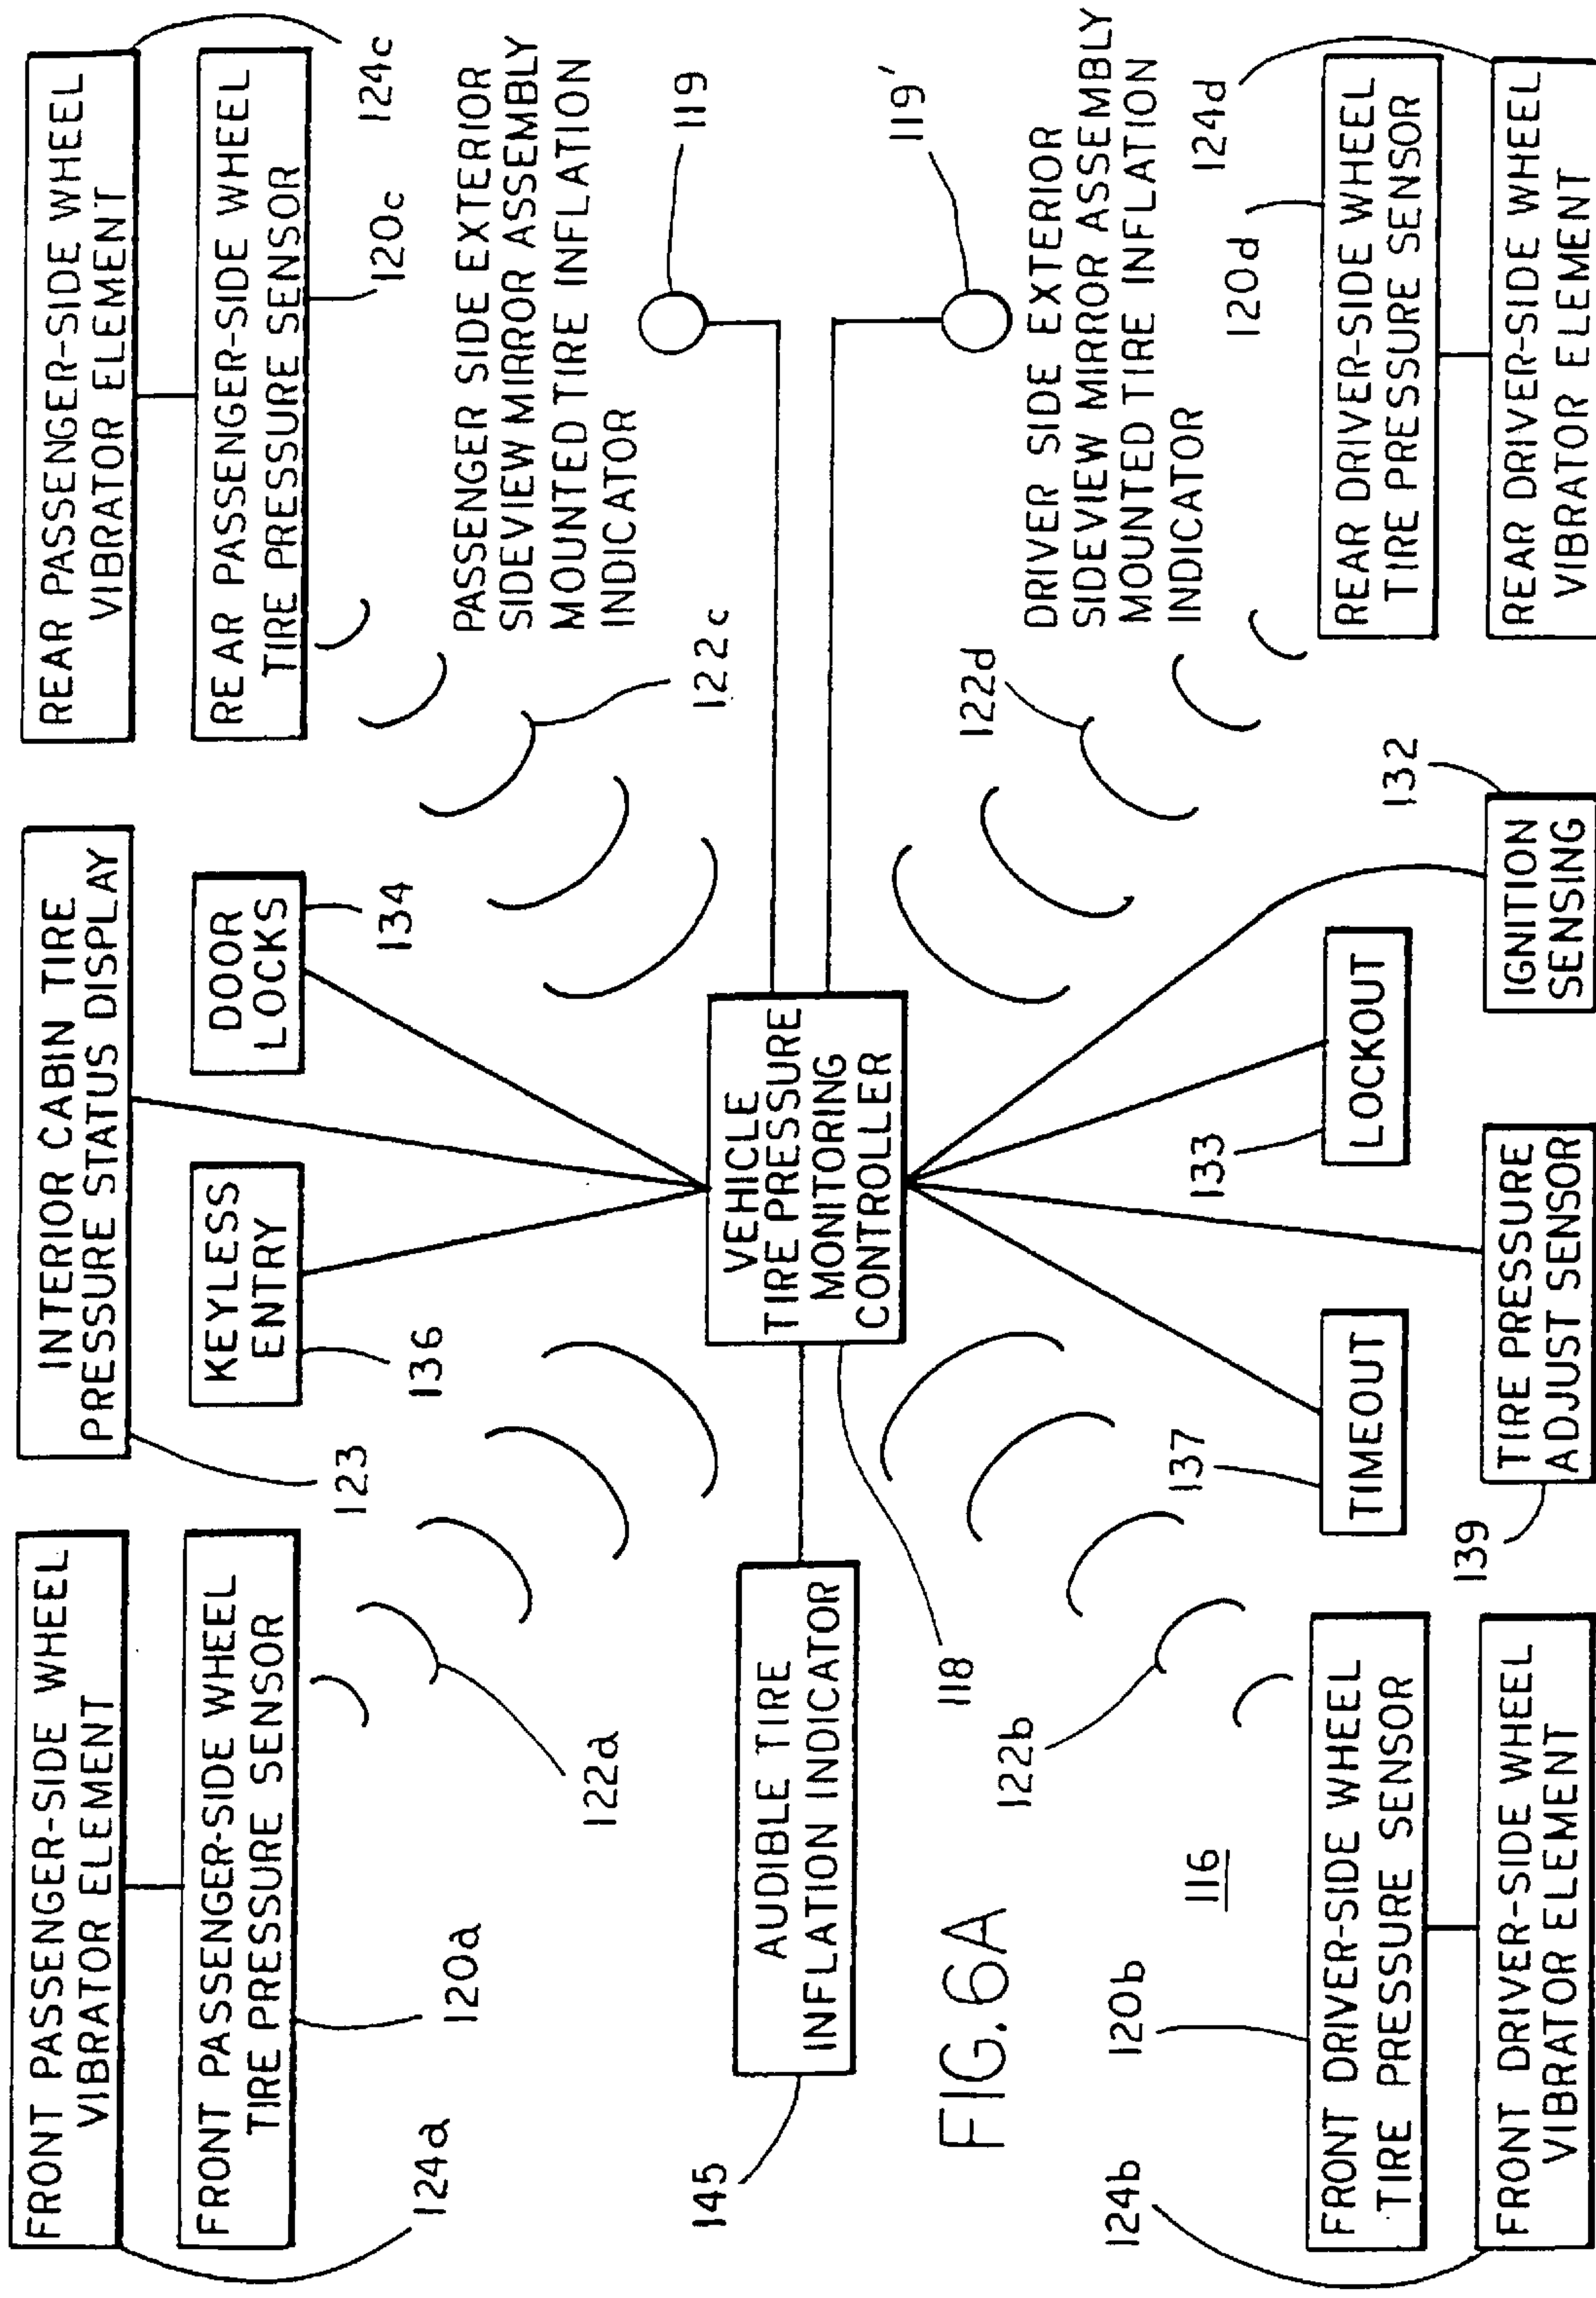 FRONT PASSENGER-SIDE WHEEL
VIBRATOR ELEMENT
124a
FRONT PASSENGER-SIDE WHEEL
TIRE PRESSURE SENSOR
120a
122a
INTERIOR CABIN TIRE
PRESSURE STATUS DISPLAY
123
KEYLESS
ENTRY
136
DOOR
LOCKS
134
REAR PASSENGER-SIDE WHEEL
VIBRATOR ELEMENT
124c
REAR PASSENGER-SIDE WHEEL
TIRE PRESSURE SENSOR
120c
122c
PASSENGER SIDE EXTERIOR
SIDEVIEW MIRROR ASSEMBLY
MOUNTED TIRE INFLATION
INDICATOR
119
145
AUDIBLE TIRE
INFLATION INDICATOR
VEHICLE
TIRE PRESSURE
MONITORING
CONTROLLER
118
119'
DRIVER SIDE EXTERIOR
SIDEVIEW MIRROR ASSEMBLY
MOUNTED TIRE INFLATION
INDICATOR
FIG. 6A
116
122b
120b
124b
FRONT DRIVER-SIDE WHEEL
TIRE PRESSURE SENSOR
FRONT DRIVER-SIDE WHEEL
VIBRATOR ELEMENT
137
TIMEOUT
139
TIRE PRESSURE
ADJUST SENSOR
133
LOCKOUT
132
IGNITION
SENSING
122d
120d
124d
REAR DRIVER-SIDE WHEEL
TIRE PRESSURE SENSOR
REAR DRIVER-SIDE WHEEL
VIBRATOR ELEMENT